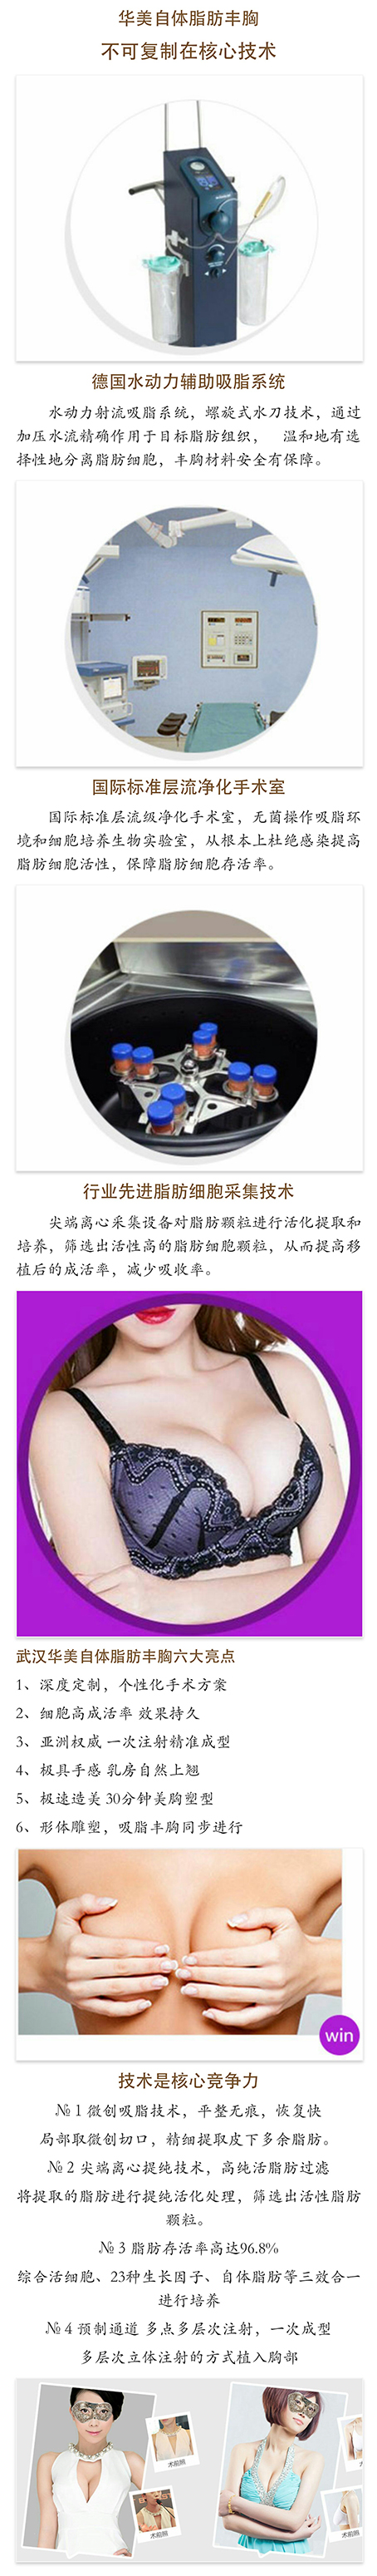 华美自体脂肪丰胸
不可复制在核心技术
德国水动力辅助吸脂系统
水动力射流吸脂系统，螺旋式水刀技术，通过
加压水流精确作用于目标脂肪组织， 温和地有选
择性地分离脂肪细胞，丰胸材料安全有保障。
国际标准层流净化手术室
国际标准层流级净化手术室，无菌操作吸脂环
境和细胞培养生物实验室，从根本上杜绝感染提高
脂肪细胞活性，保障脂肪细胞存活率。
行业先进脂肪细胞采集技术
尖端离心采集设备对脂肪颗粒进行活化提取和
培养，筛选出活性高的脂肪细胞颗粒，从而提高移
植后的成活率，减少吸收率。
武汉华美自体脂肪丰胸六大亮点
1、深度定制，个性化手术方案
2、细胞高成活率 效果持久
3、亚洲权威 一次注射精准成型
4、极具手感 乳房自然上翘
5、极速造美 30分钟美胸塑型
6、形体雕塑，吸脂丰胸同步进行
win
技术是核心竞争力
№ 1 微创吸脂技术，平整无痕，恢复快
局部取微创切口，精细提取皮下多余脂肪。
№ 2 尖端离心提纯技术，高纯活脂肪过滤
将提取的脂肪进行提纯活化处理，筛选出活性脂肪
颗粒。
№ 3 脂肪存活率高达96.8%
综合活细胞、23种生长因子、自体脂肪等三效合一
进行培养
№ 4 预制通道 多点多层次注射，一次成型
多层次立体注射的方式植入胸部
术前照
术前照
术前照